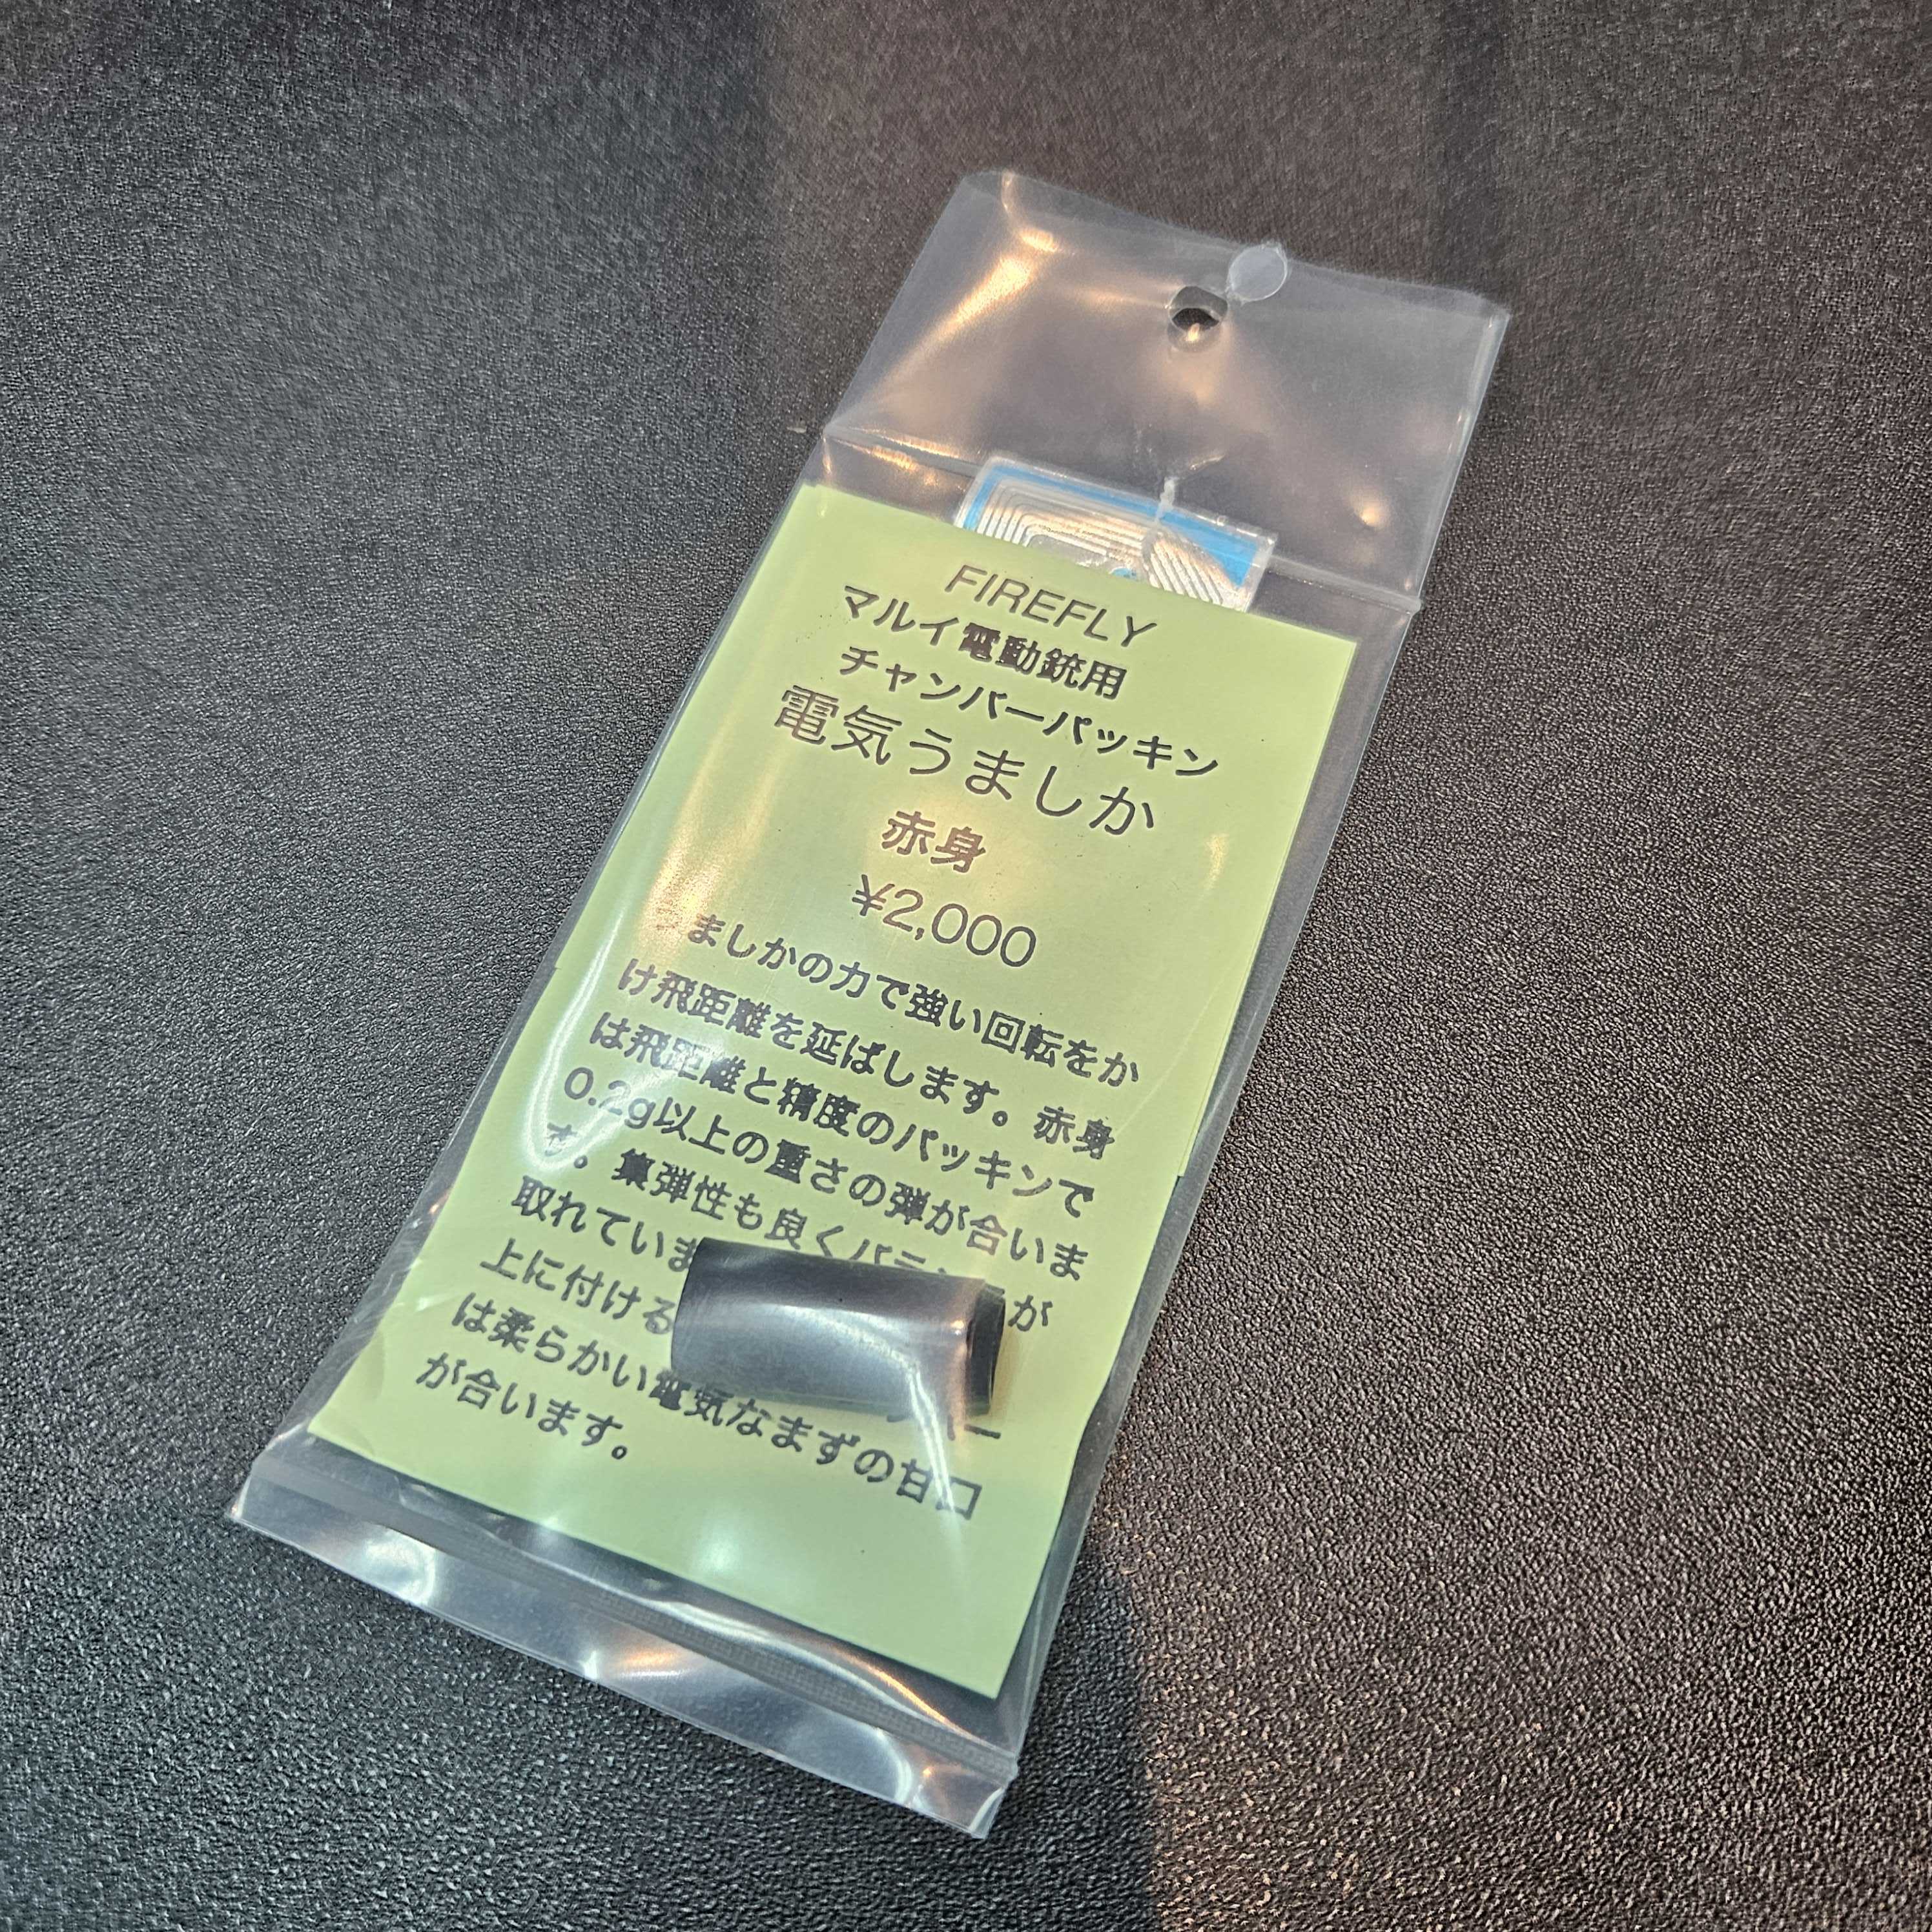 FIREFLY
マルイ電動銃用
チャンバーパッキン
電気うましか
赤身
¥2,000
うましかの力で強い回転をか
け飛距離を延ばします。赤身
は飛距離と精度のパッキンで
0.2g以上の重さの弾が合いま
す。集弾性も良くバランスが
取れていま
上に付ける
は柔らかい電気なまずの甘口
が合います。